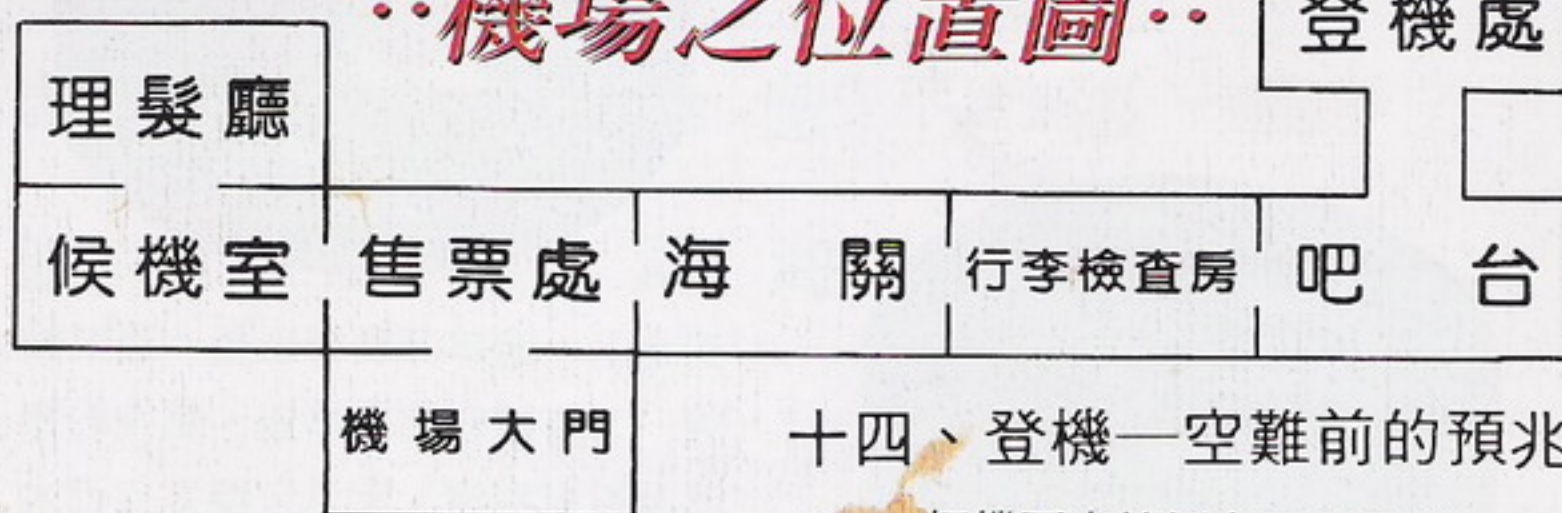 ‥機場之位置圖‥
登機處
理髮廳
候機室 售票處 海關 行李檢查房 吧台
機場大門
十四、登機—空難前的預兆